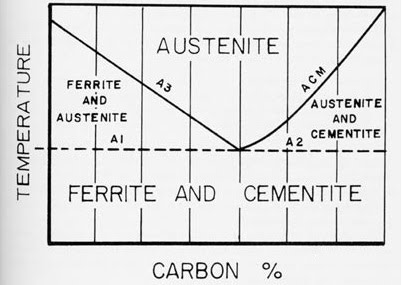 AUSTENITE
A3
ACM
FERRITE
AND
AUSTENITE
AUSTENITE
AND
CEMENTITE
A1
A2
FERRITE AND CEMENTITE
TEMPERATURE
CARBON %